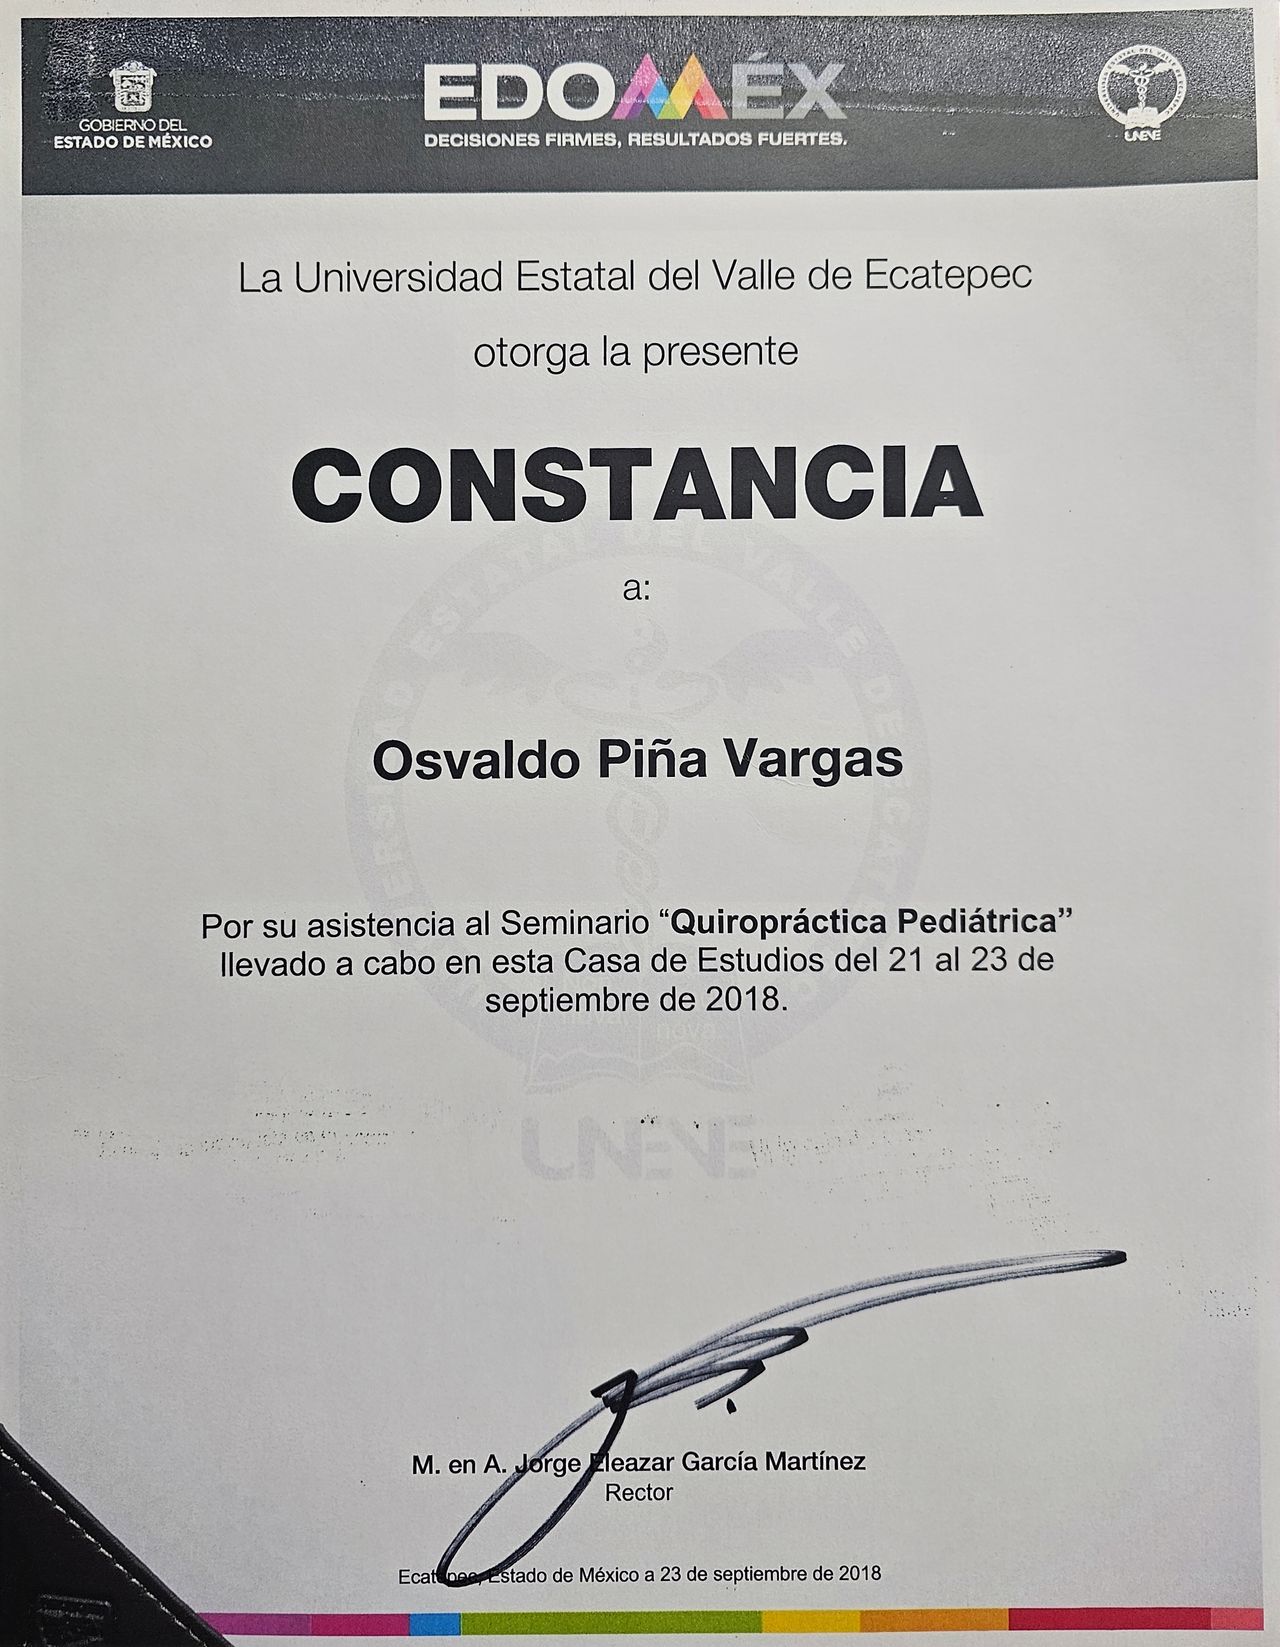 GOBIERNO DEL
ESTADO DE MÉXICO
EDOMÉX
DECISIONES FIRMES, RESULTADOS FUERTES.
UNEVE
La Universidad Estatal del Valle de Ecatepec
otorga la presente
CONSTANCIA
a:
Osvaldo Piña Vargas
Por su asistencia al Seminario “Quiropráctica Pediátrica”
llevado a cabo en esta Casa de Estudios del 21 al 23 de
septiembre de 2018.
UNEVE
M. en A. Jorge Eleazar García Martínez
Rector
Ecatepec, Estado de México a 23 de septiembre de 2018